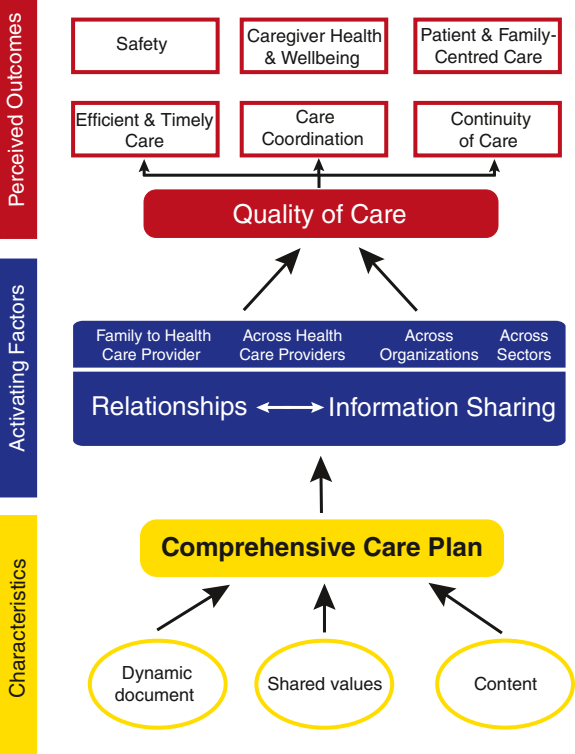 Perceived Outcomes
Safety
Caregiver Health
& Wellbeing
Patient & Family-
Centred Care
Efficient & Timely
Care
Care
Coordination
Continuity
of Care
Quality of Care
Activating Factors
Family to Health
Care Provider
Across Health
Care Providers
Across
Organizations
Across
Sectors
Relationships
Information Sharing
Characteristics
Comprehensive Care Plan
Dynamic
document
Shared values
Content